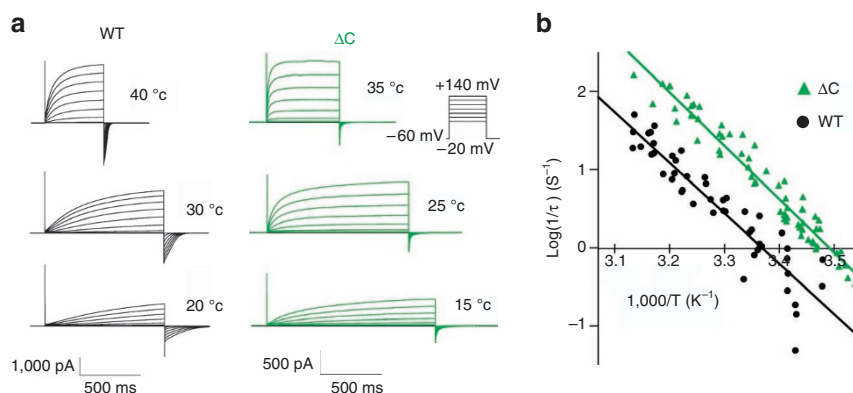 a
WT
ΔC
40 °c
35 °c
+140 mV
−60 mV
−20 mV
30 °c
25 °c
20 °c
15 °c
1,000 pA
500 ms
500 pA
500 ms
b
Log(1/τ) (S⁻¹)
2
1
0
−1
3.1
3.2
3.3
3.4
3.5
1,000/T (K⁻¹)
ΔC
WT